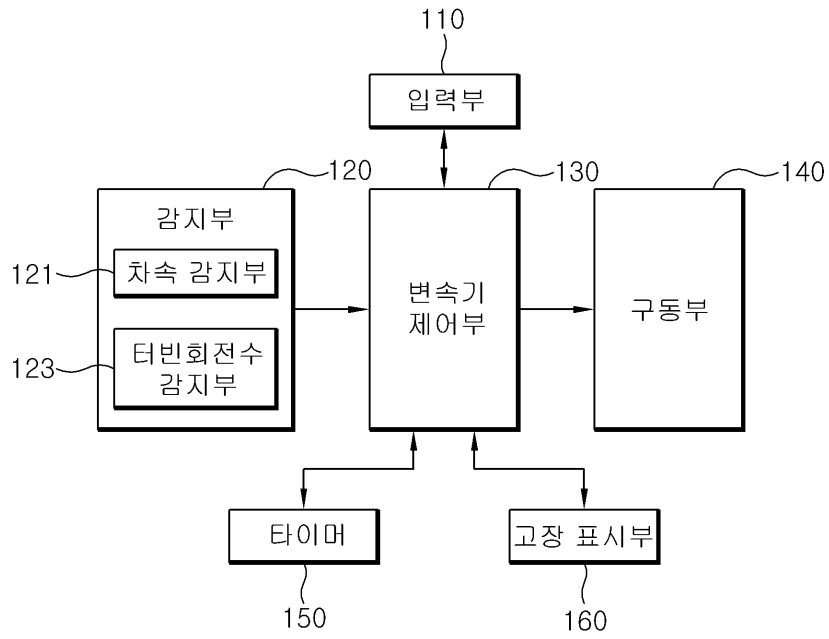 110
입력부
120
130
140
감지부
121
차속 감지부
변속기
제어부
구동부
123
터빈회전수
감지부
타이머
고장 표시부
150
160